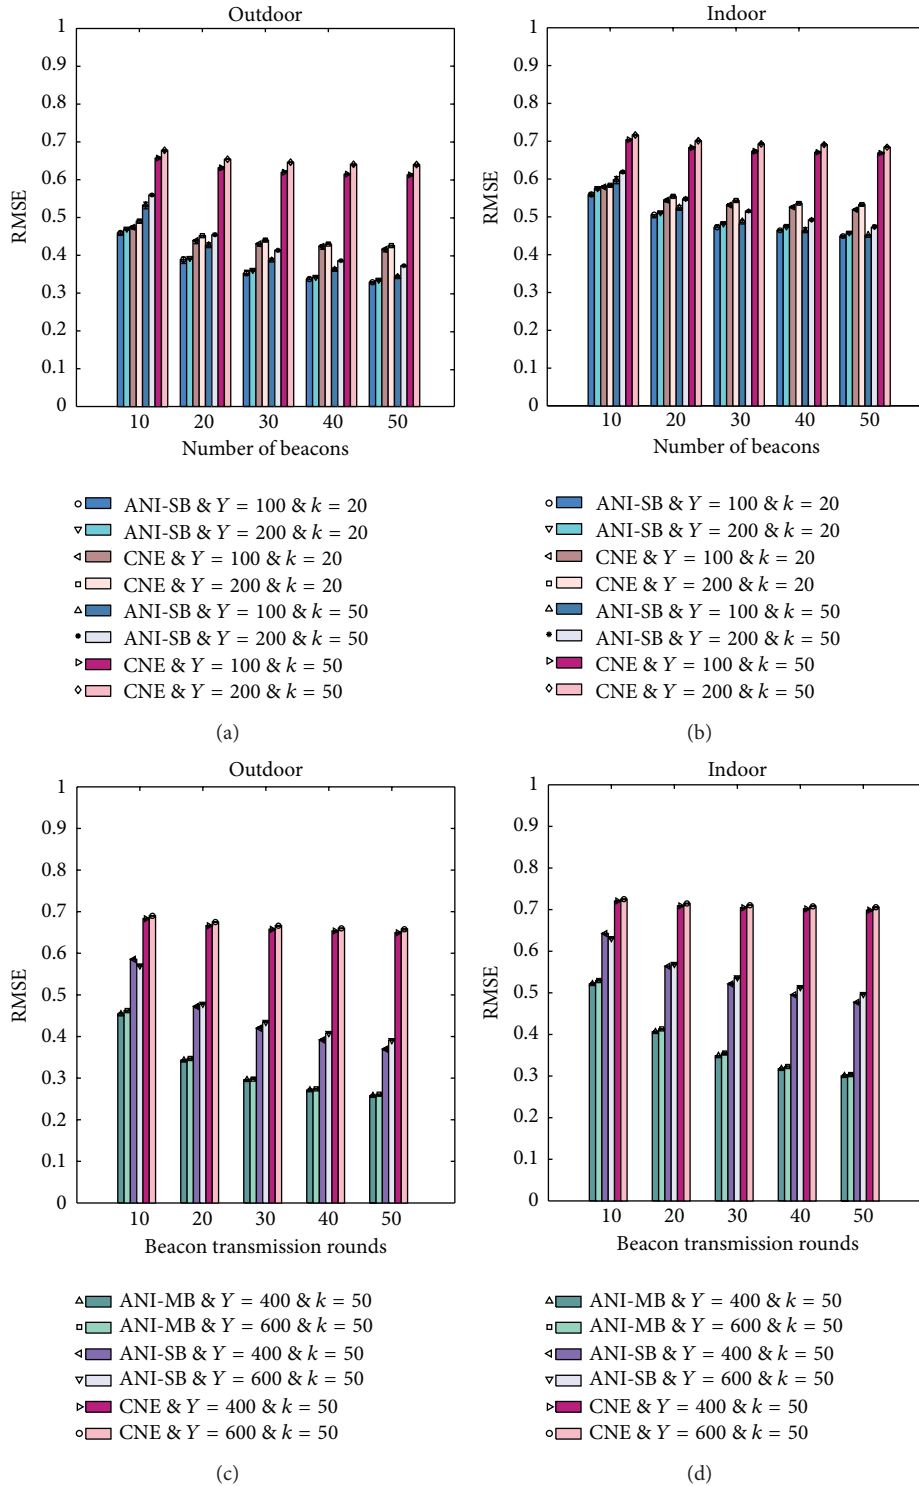 Outdoor
1
0.9
0.8
0.7
0.6
0.5
0.4
0.3
0.2
0.1
0
RMSE
10 20 30 40 50
Number of beacons
ANI-SB & Y = 100 & k = 20
ANI-SB & Y = 200 & k = 20
CNE & Y = 100 & k = 20
CNE & Y = 200 & k = 20
ANI-SB & Y = 100 & k = 50
ANI-SB & Y = 200 & k = 50
CNE & Y = 100 & k = 50
CNE & Y = 200 & k = 50
(a)
Indoor
1
0.9
0.8
0.7
0.6
0.5
0.4
0.3
0.2
0.1
0
RMSE
10 20 30 40 50
Number of beacons
ANI-SB & Y = 100 & k = 20
ANI-SB & Y = 200 & k = 20
CNE & Y = 100 & k = 20
CNE & Y = 200 & k = 20
ANI-SB & Y = 100 & k = 50
ANI-SB & Y = 200 & k = 50
CNE & Y = 100 & k = 50
CNE & Y = 200 & k = 50
(b)
Outdoor
1
0.9
0.8
0.7
0.6
0.5
0.4
0.3
0.2
0.1
0
RMSE
10 20 30 40 50
Beacon transmission rounds
ANI-MB & Y = 400 & k = 50
ANI-MB & Y = 600 & k = 50
ANI-SB & Y = 400 & k = 50
ANI-SB & Y = 600 & k = 50
CNE & Y = 400 & k = 50
CNE & Y = 600 & k = 50
(c)
Indoor
1
0.9
0.8
0.7
0.6
0.5
0.4
0.3
0.2
0.1
0
RMSE
10 20 30 40 50
Beacon transmission rounds
ANI-MB & Y = 400 & k = 50
ANI-MB & Y = 600 & k = 50
ANI-SB & Y = 400 & k = 50
ANI-SB & Y = 600 & k = 50
CNE & Y = 400 & k = 50
CNE & Y = 600 & k = 50
(d)